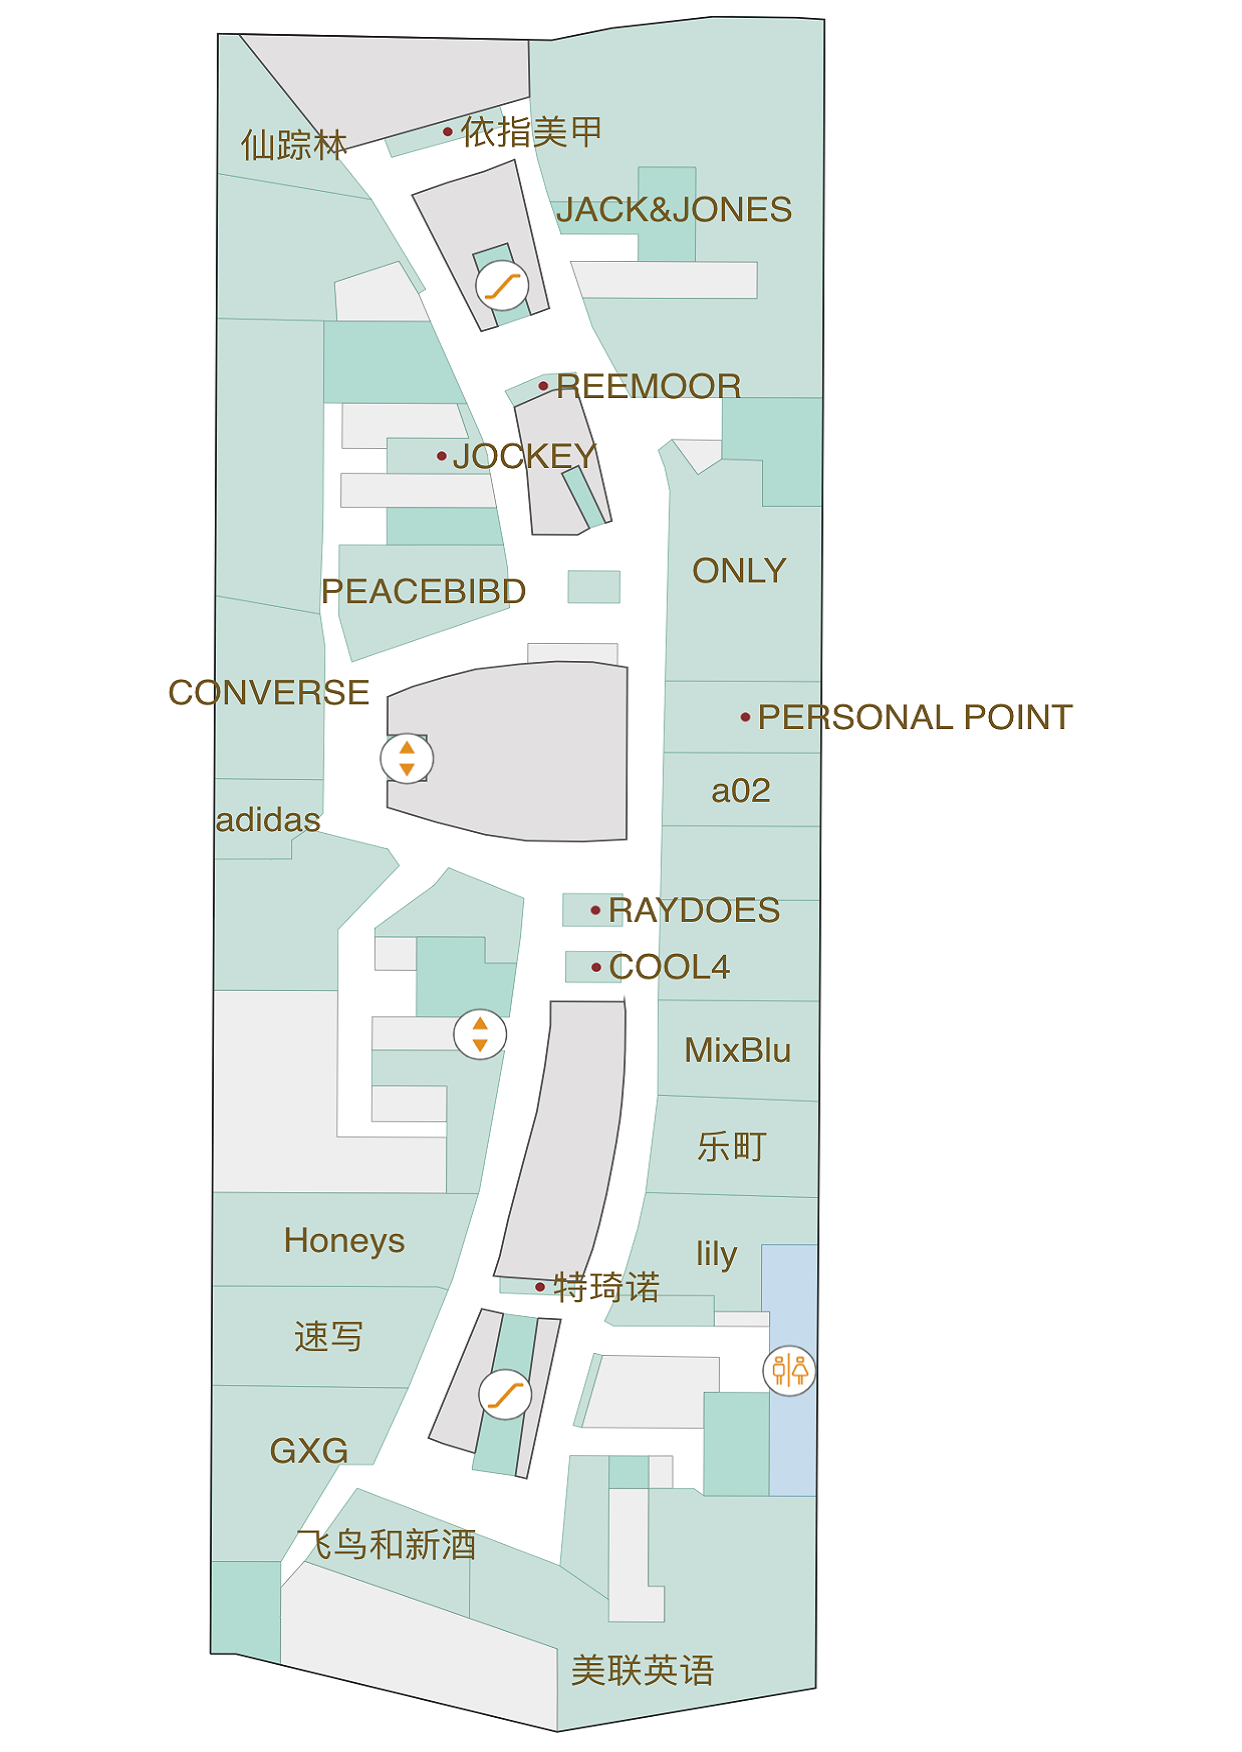 依指美甲
仙踪林
JACK&JONES
REEMOOR
JOCKEY
ONLY
PEACEBIBD
CONVERSE
PERSONAL POINT
a02
adidas
RAYDOES
COOL4
MixBlu
乐町
Honeys
lily
特琦诺
速写
GXG
飞鸟和新酒
美联英语